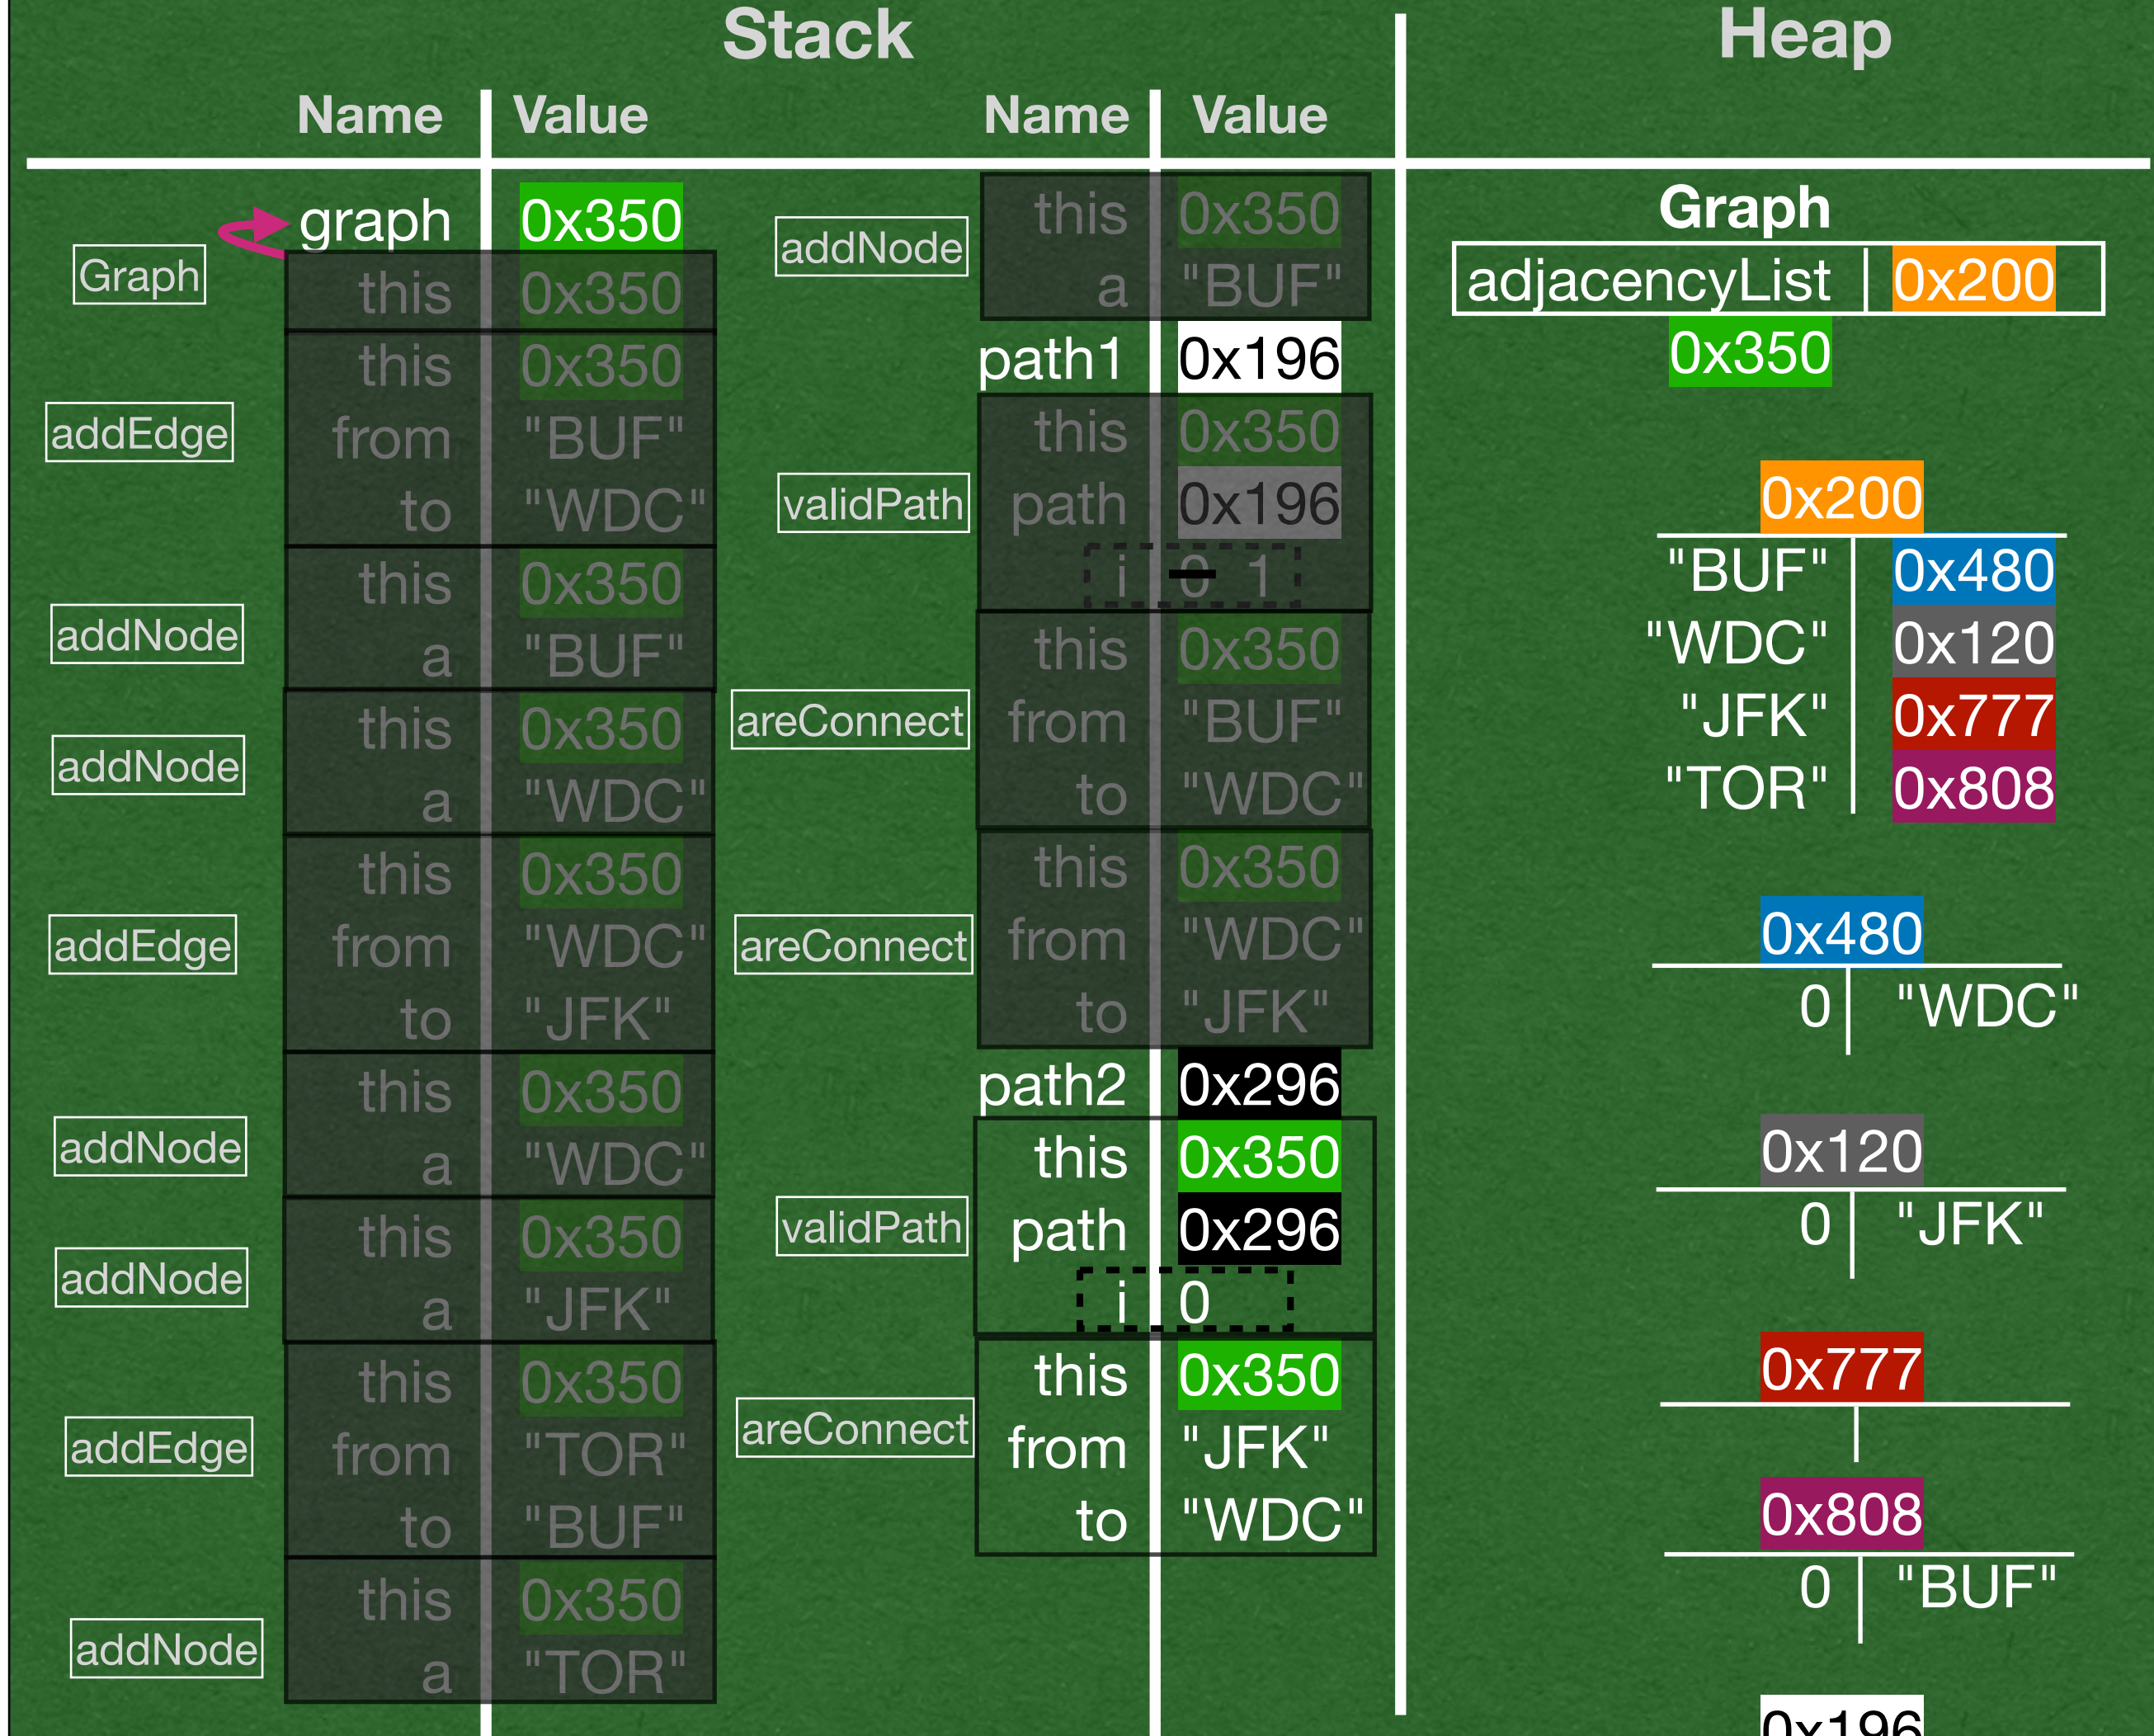 Stack
Heap
Name Value
Name Value
graph 0x350
Graph
this 0x350
addEdge
this 0x350
from "BUF"
to "WDC"
addNode
this 0x350
a "BUF"
addNode
this 0x350
a "WDC"
addEdge
this 0x350
from "WDC"
to "JFK"
addNode
this 0x350
a "WDC"
addNode
this 0x350
a "JFK"
addEdge
this 0x350
from "TOR"
to "BUF"
addNode
this 0x350
a "TOR"
addNode
this 0x350
a "BUF"
path1 0x196
validPath
this 0x350
path 0x196
i 0 1
areConnect
this 0x350
from "BUF"
to "WDC"
areConnect
this 0x350
from "WDC"
to "JFK"
path2 0x296
validPath
this 0x350
path 0x296
i 0
areConnect
this 0x350
from "JFK"
to "WDC"
Graph
adjacencyList 0x200
0x350
0x200
"BUF" 0x480
"WDC" 0x120
"JFK" 0x777
"TOR" 0x808
0x480
0 "WDC"
0x120
0 "JFK"
0x777
0x808
0 "BUF"
0x196